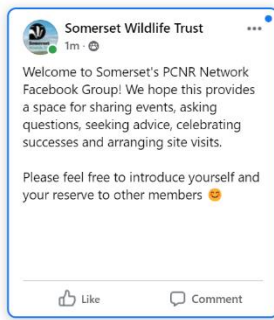 Somerset Wildlife Trust
1m ·
Welcome to Somerset's PCNR Network
Facebook Group! We hope this provides
a space for sharing events, asking
questions, seeking advice, celebrating
successes and arranging site visits.
Please feel free to introduce yourself and
your reserve to other members 😊
Like
Comment